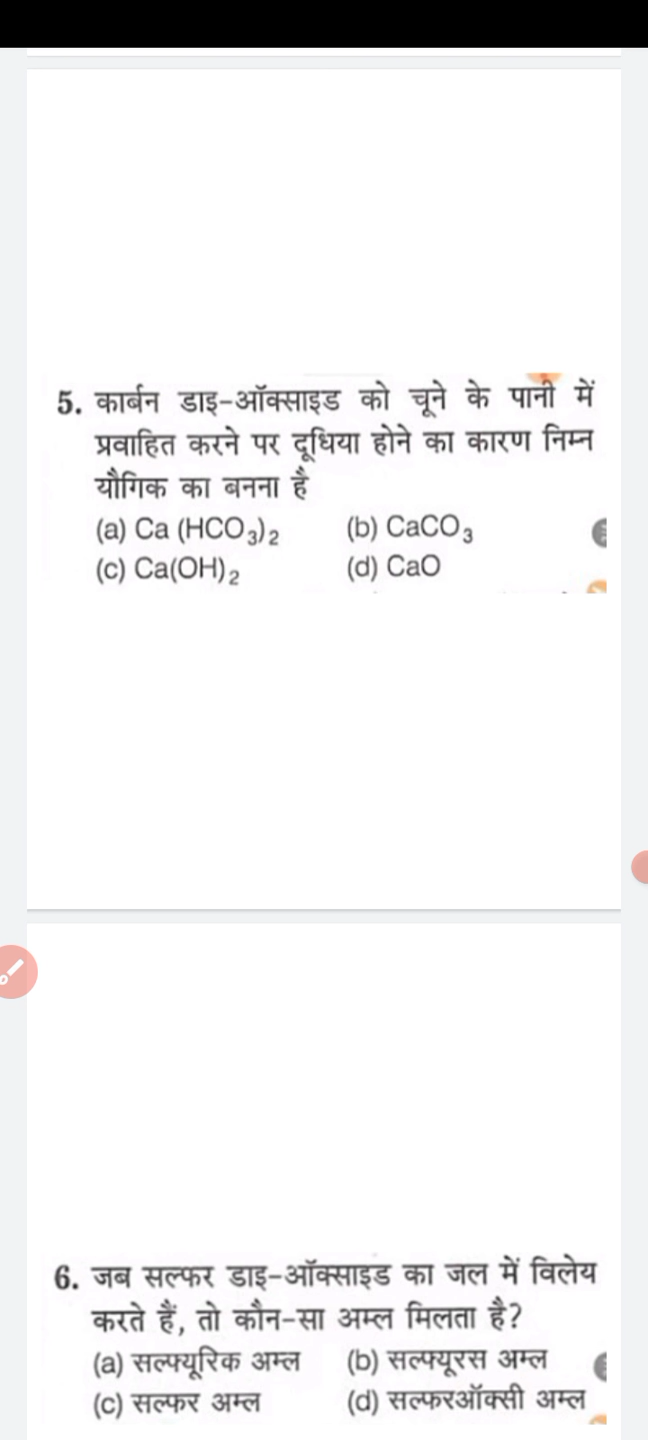 5. कार्बन डाइ-ऑक्साइड को चूने के पानी में
प्रवाहित करने पर दूधिया होने का कारण निम्न
यौगिक का बनना है
(a) Ca (HCO₃)₂ (b) CaCO₃
(c) Ca(OH)₂ (d) CaO
6. जब सल्फर डाइ-ऑक्साइड का जल में विलेय
करते हैं, तो कौन-सा अम्ल मिलता है?
(a) सल्फ्यूरिक अम्ल (b) सल्फ्यूरस अम्ल
(c) सल्फर अम्ल (d) सल्फरऑक्सी अम्ल